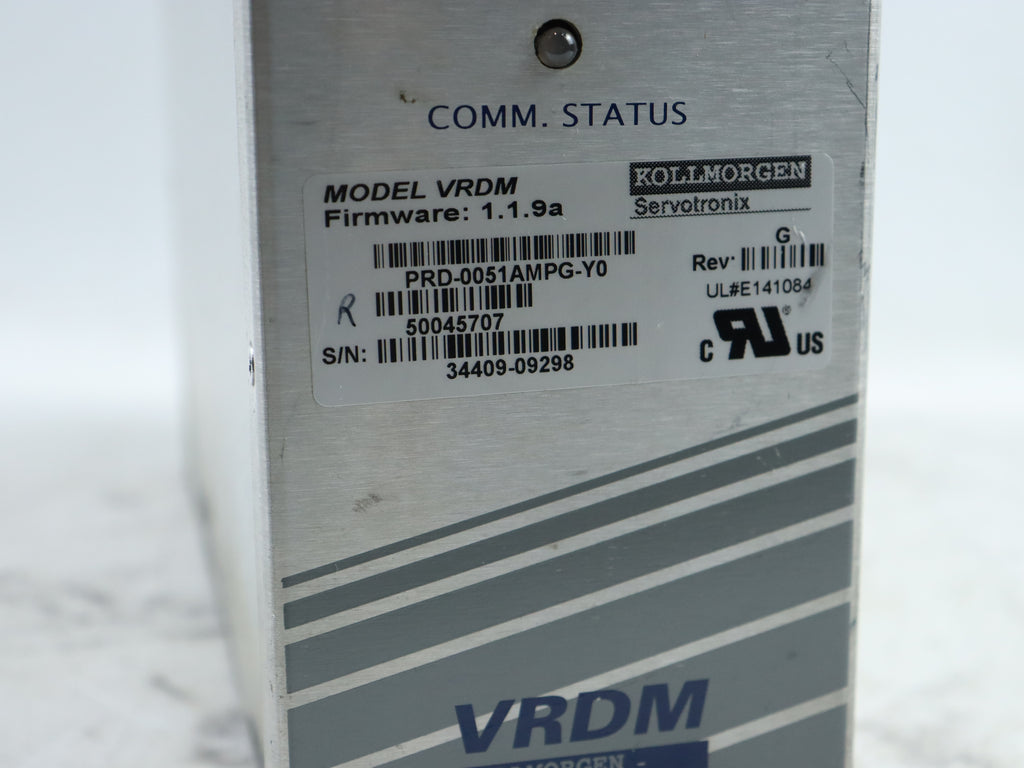 COMM. STATUS
MODEL VRDM
Firmware: 1.1.9a
KOLLMORGEN
Servotronix
PRD-0051AMPG-Y0
G
Rev:
UL#E141084
R
50045707
S/N:
34409-09298
C RU® US
VRDM